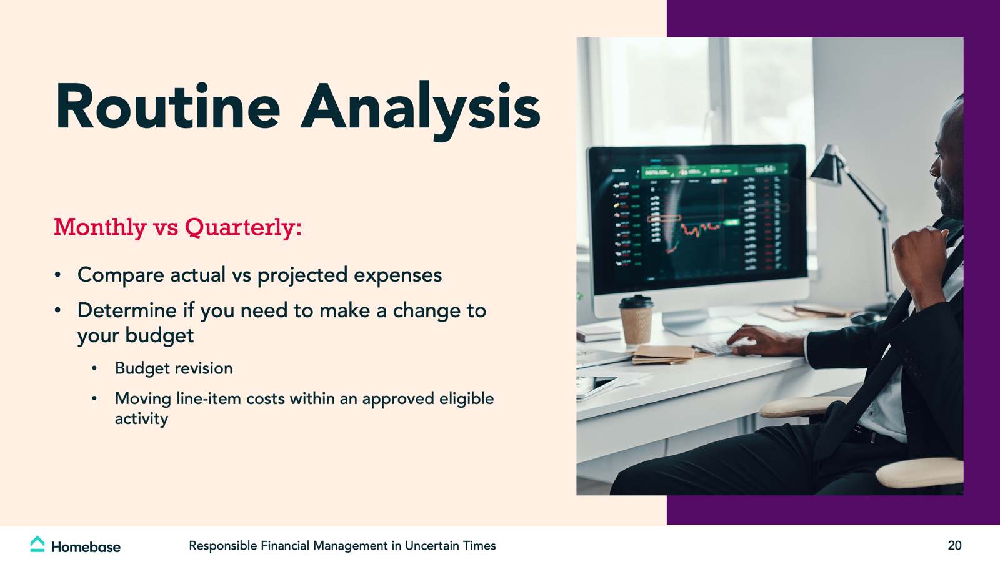 Routine Analysis
Monthly vs Quarterly:
• Compare actual vs projected expenses
• Determine if you need to make a change to
your budget
• Budget revision
• Moving line-item costs within an approved eligible
activity
Homebase
Responsible Financial Management in Uncertain Times
20